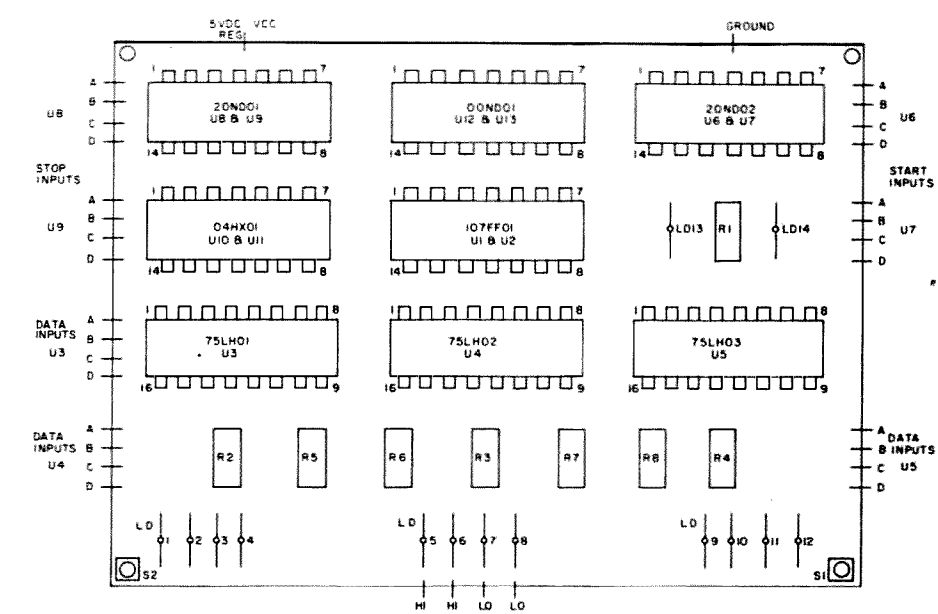 5VDC VCC
REG
GROUND
1 7
20ND01
U8 & U9
14 8
1 7
00ND01
U12 & U13
14 8
1 7
20ND02
U6 & U7
14 8
A
B
C
D
U8
STOP
INPUTS
A
B
C
D
U9
A
B
C
D
U6
START
INPUTS
A
B
C
D
U7
1 7
04HX01
U10 & U11
14 8
1 7
107FF01
U1 & U2
14 8
LD13
R1
LD14
DATA
INPUTS
U3
A
B
C
D
1 8
75LH01
U3
16 9
1 8
75LH02
U4
16 9
1 8
75LH03
U5
16 9
DATA
INPUTS
U4
A
B
C
D
R2
R5
R6
R3
R7
R8
R4
A
B
C
D
DATA
INPUTS
U5
LD
1 2 3 4
LD
5 6 7 8
LD
9 10 11 12
S2
S1
HI HI LO LO